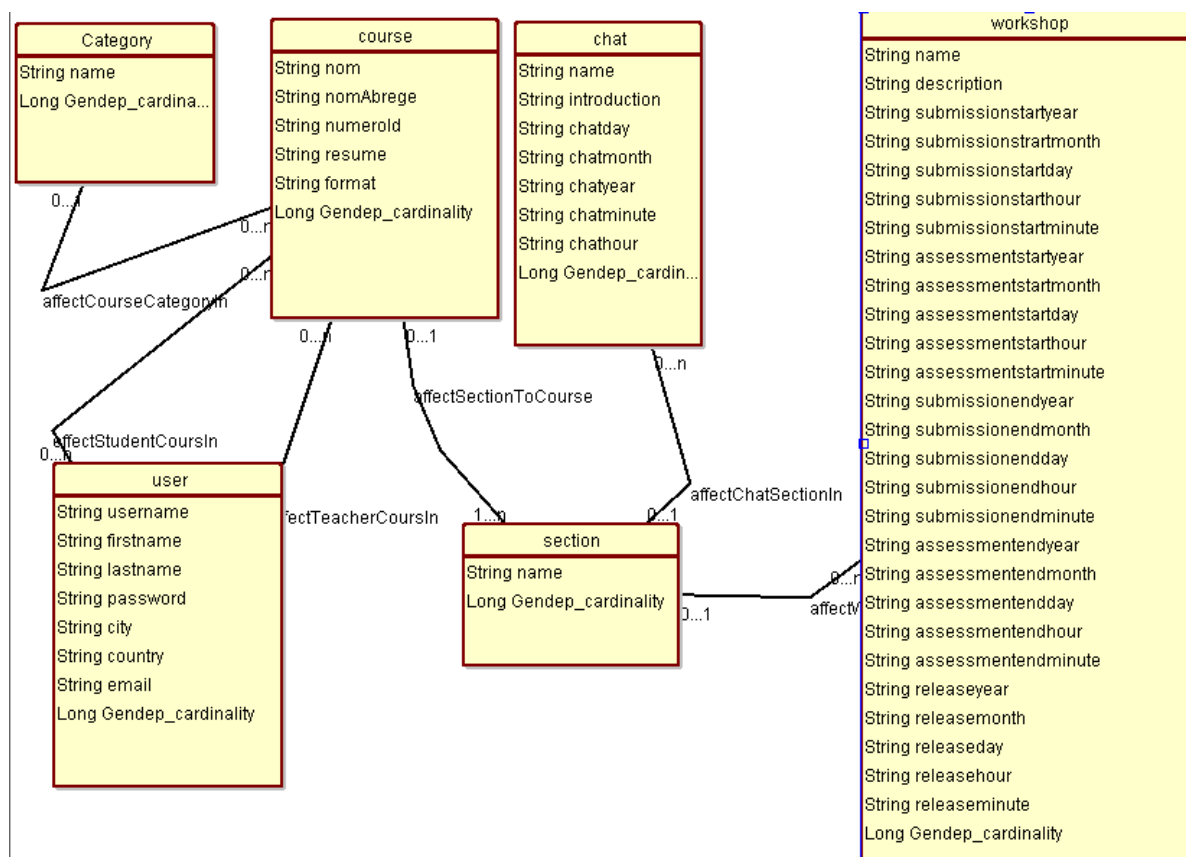 Category
String name
Long Gendep_cardina...
0...1
course
String nom
String nomAbrege
String numeroId
String resume
String format
Long Gendep_cardinality
0...n
0...n
0...n
0...1
chat
String name
String introduction
String chatday
String chatmonth
String chatyear
String chatminute
String chathour
Long Gendep_cardin...
0...n
affectCourseCategoryIn
affectSectionToCourse
effectStudentCoursIn
0...n
fectTeacherCoursIn
affectChatSectionIn
user
String username
String firstname
String lastname
String password
String city
String country
String email
Long Gendep_cardinality
1...n
0...1
section
String name
Long Gendep_cardinality
0...1
0...n
workshop
String name
String description
String submissionstartyear
String submissionstrartmonth
String submissionstartday
String submissionstarthour
String submissionstartminute
String assessmentstartyear
String assessmentstartmonth
String assessmentstartday
String assessmentstarthour
String assessmentstartminute
String submissionendyear
String submissionendmonth
String submissionendday
String submissionendhour
String submissionendminute
String assessmentendyear
String assessmentendmonth
String assessmentendday
String assessmentendhour
String assessmentendminute
String releaseyear
String releasemonth
String releaseday
String releasehour
String releaseminute
Long Gendep_cardinality